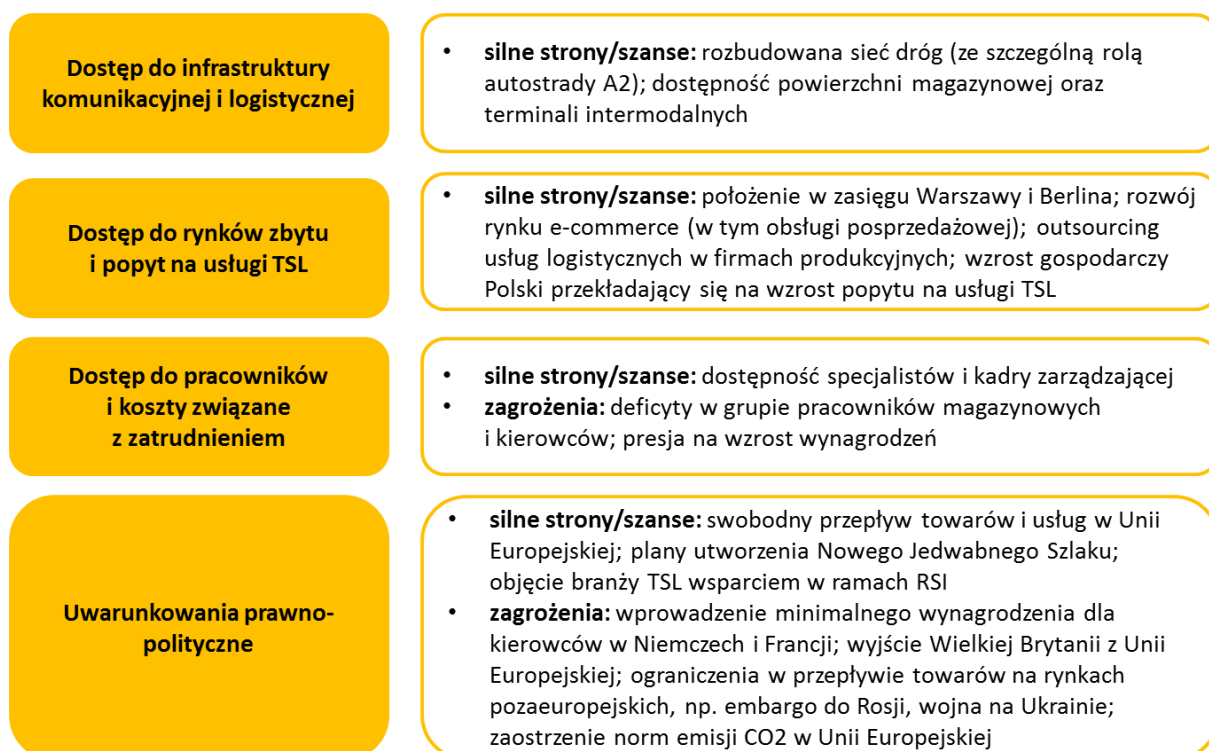 Dostęp do infrastruktury
komunikacyjnej i logistycznej
• silne strony/szanse: rozbudowana sieć dróg (ze szczególną rolą
autostrady A2); dostępność powierzchni magazynowej oraz
terminali intermodalnych
Dostęp do rynków zbytu
i popyt na usługi TSL
• silne strony/szanse: położenie w zasięgu Warszawy i Berlina; rozwój
rynku e-commerce (w tym obsługi posprzedażowej); outsourcing
usług logistycznych w firmach produkcyjnych; wzrost gospodarczy
Polski przekładający się na wzrost popytu na usługi TSL
Dostęp do pracowników
i koszty związane
z zatrudnieniem
• silne strony/szanse: dostępność specjalistów i kadry zarządzającej
• zagrożenia: deficyty w grupie pracowników magazynowych
i kierowców; presja na wzrost wynagrodzeń
Uwarunkowania prawno-
polityczne
• silne strony/szanse: swobodny przepływ towarów i usług w Unii
Europejskiej; plany utworzenia Nowego Jedwabnego Szlaku;
objęcie branży TSL wsparciem w ramach RSI
• zagrożenia: wprowadzenie minimalnego wynagrodzenia dla
kierowców w Niemczech i Francji; wyjście Wielkiej Brytanii z Unii
Europejskiej; ograniczenia w przepływie towarów na rynkach
pozaeuropejskich, np. embargo do Rosji, wojna na Ukrainie;
zaostrzenie norm emisji CO2 w Unii Europejskiej